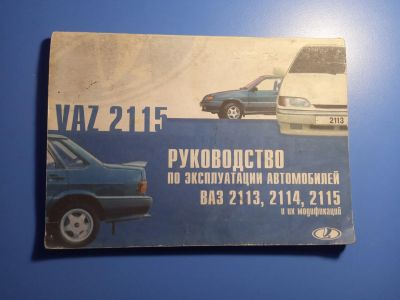 VAZ 2115
2113
РУКОВОДСТВО
ПО ЭКСПЛУАТАЦИИ АВТОМОБИЛЕЙ
ВАЗ 2113, 2114, 2115
и их модификаций